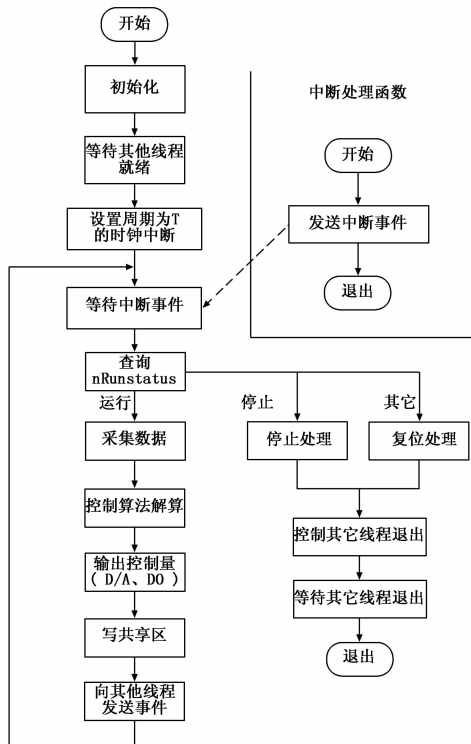 开始
初始化
等待其他线程
就绪
设置周期为T
的时钟中断
等待中断事件
查询
nRunstatus
运行
采集数据
控制算法解算
输出控制量
( D/A、DO )
写共享区
向其他线程
发送事件
中断处理函数
开始
发送中断事件
退出
停止
其它
停止处理
复位处理
控制其它线程退出
等待其它线程退出
退出